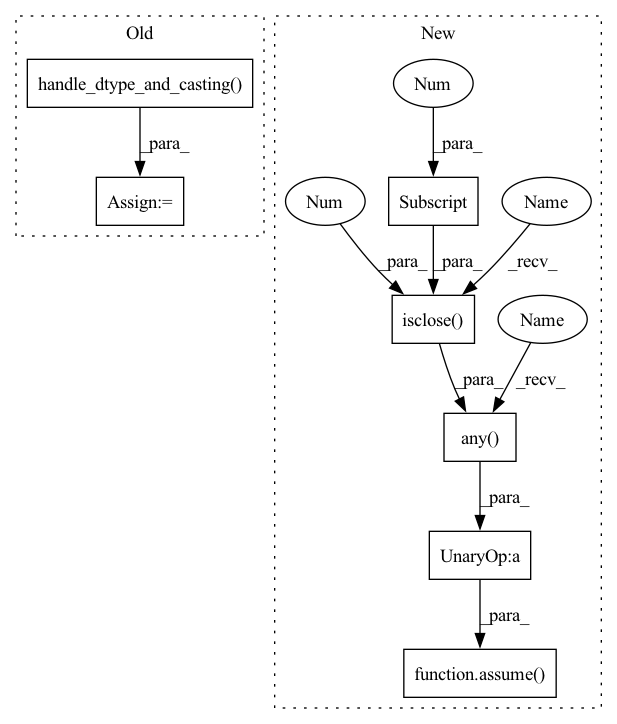 Old
New
handle_dtype_and_casting()
Num
_para_
_para_
Assign:=
Num
Subscript
Name
_para_
_para_
_recv_
isclose()
Name
_para_
_recv_
any()
_para_
UnaryOp:a
_para_
function.assume()